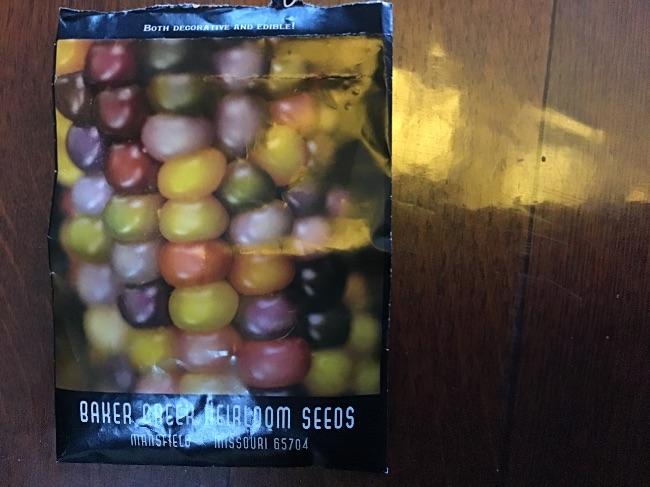 BOTH DECORATIVE AND EDIBLE!
BAKER CREEK HEIRLOOM SEEDS
MANSFIELD MISSOURI 65704